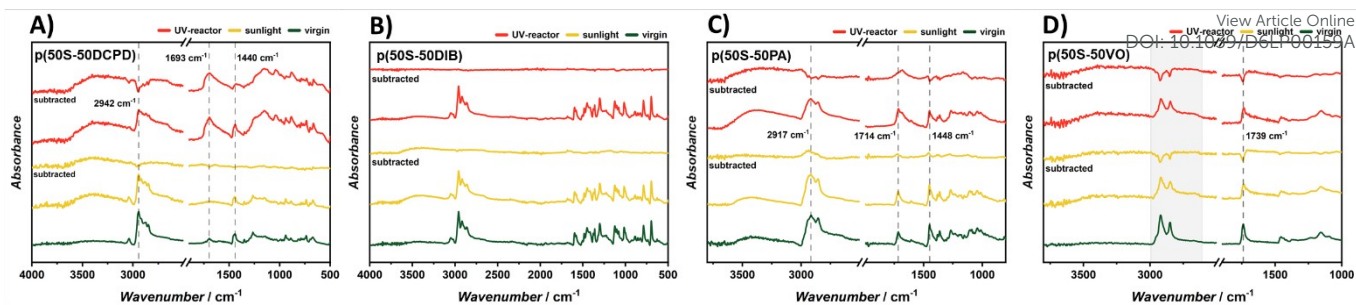 View Article Online
DOI: 10.1039/D6LP00159A
A)
UV-reactor sunlight virgin
p(50S-50DCPD)
1693 cm-1 1440 cm-1
subtracted
2942 cm-1
subtracted
Absorbance
4000 3000 1500 500
Wavenumber / cm-1
B)
UV-reactor sunlight virgin
p(50S-50DIB)
subtracted
subtracted
Absorbance
4000 3500 3000 2500 2000 1500 1000 500
Wavenumber / cm-1
C)
UV-reactor sunlight virgin
p(50S-50PA)
subtracted
2917 cm-1 1714 cm-1 1448 cm-1
subtracted
Absorbance
3500 3000 1500 1000
Wavenumber / cm-1
D)
UV-reactor sunlight virgin
p(50S-50VO)
subtracted
1739 cm-1
subtracted
Absorbance
3500 3000 1500 1000
Wavenumber / cm-1